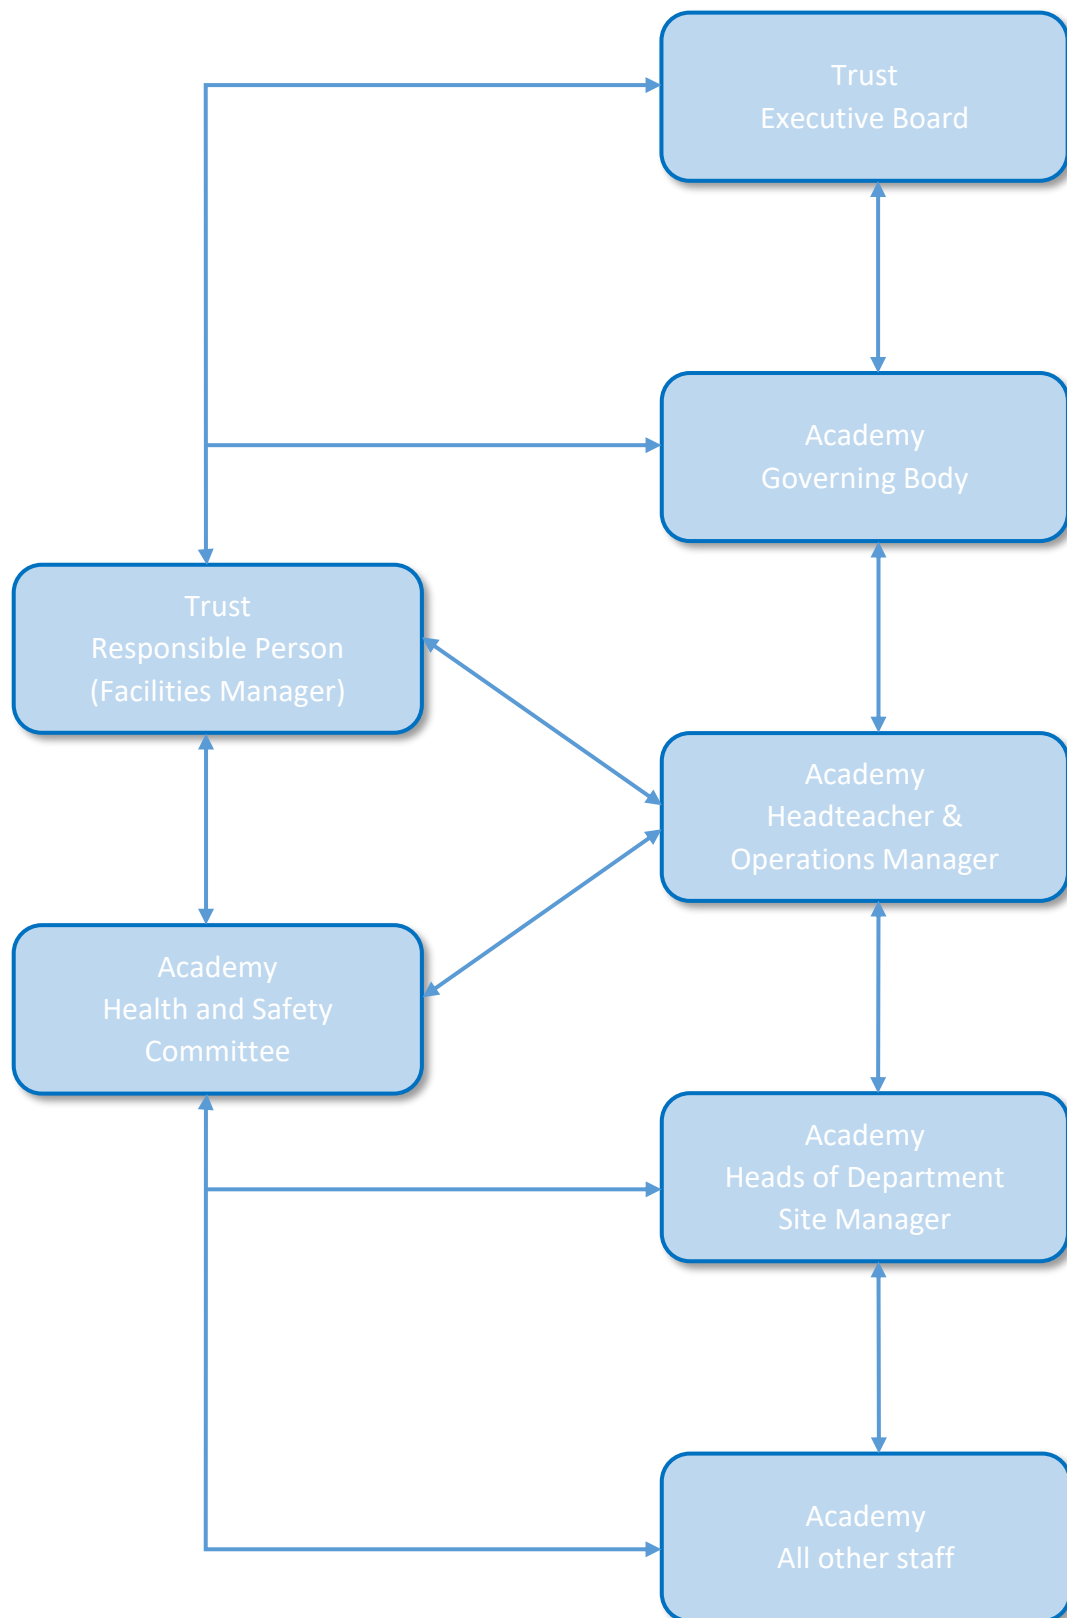 Trust
Executive Board
Academy
Governing Body
Trust
Responsible Person
(Facilities Manager)
Academy
Headteacher &
Operations Manager
Academy
Health and Safety
Committee
Academy
Heads of Department
Site Manager
Academy
All other staff